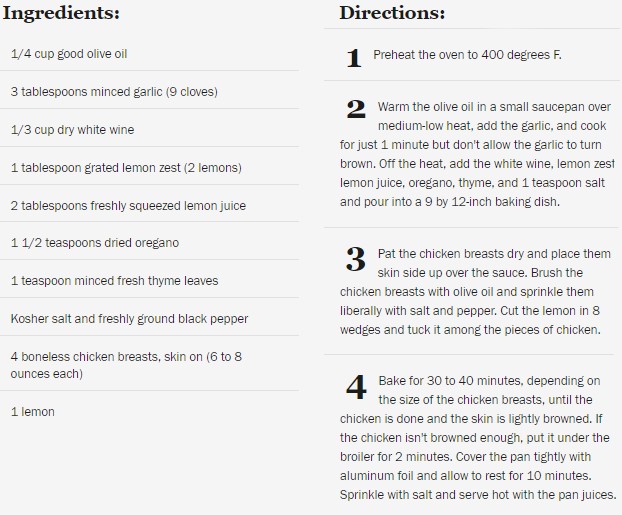 Ingredients:
1/4 cup good olive oil
3 tablespoons minced garlic (9 cloves)
1/3 cup dry white wine
1 tablespoon grated lemon zest (2 lemons)
2 tablespoons freshly squeezed lemon juice
1 1/2 teaspoons dried oregano
1 teaspoon minced fresh thyme leaves
Kosher salt and freshly ground black pepper
4 boneless chicken breasts, skin on (6 to 8
ounces each)
1 lemon
Directions:
1 Preheat the oven to 400 degrees F.
2 Warm the olive oil in a small saucepan over
medium-low heat, add the garlic, and cook
for just 1 minute but don't allow the garlic to turn
brown. Off the heat, add the white wine, lemon zest
lemon juice, oregano, thyme, and 1 teaspoon salt
and pour into a 9 by 12-inch baking dish.
3 Pat the chicken breasts dry and place them
skin side up over the sauce. Brush the
chicken breasts with olive oil and sprinkle them
liberally with salt and pepper. Cut the lemon in 8
wedges and tuck it among the pieces of chicken.
4 Bake for 30 to 40 minutes, depending on
the size of the chicken breasts, until the
chicken is done and the skin is lightly browned. If
the chicken isn't browned enough, put it under the
broiler for 2 minutes. Cover the pan tightly with
aluminum foil and allow to rest for 10 minutes.
Sprinkle with salt and serve hot with the pan juices.